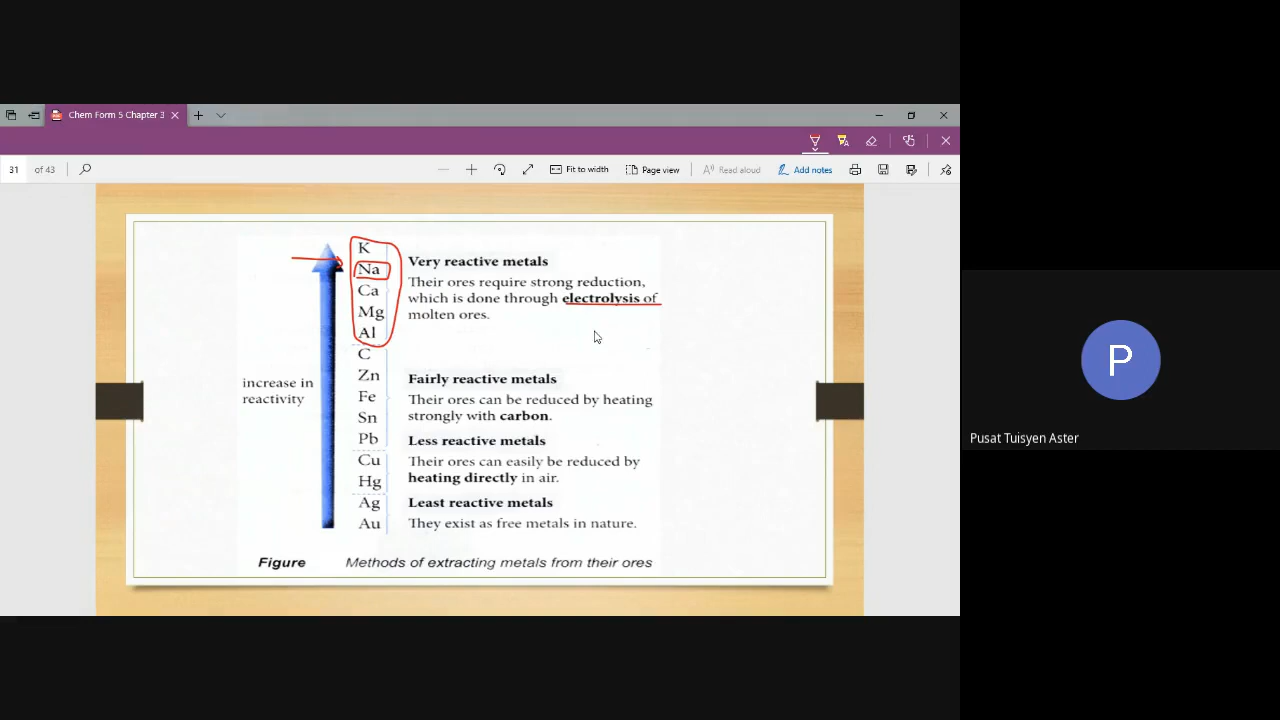 Chem Form 5 Chapter 3
31 of 43
Fit to width
Page view
Read aloud
Add notes
K
Na
Ca
Mg
Al
C
Zn
Fe
Sn
Pb
Cu
Hg
Ag
Au
increase in
reactivity
Very reactive metals
Their ores require strong reduction,
which is done through electrolysis of
molten ores.
Fairly reactive metals
Their ores can be reduced by heating
strongly with carbon.
Less reactive metals
Their ores can easily be reduced by
heating directly in air.
Least reactive metals
They exist as free metals in nature.
Figure Methods of extracting metals from their ores
P
Pusat Tuisyen Aster